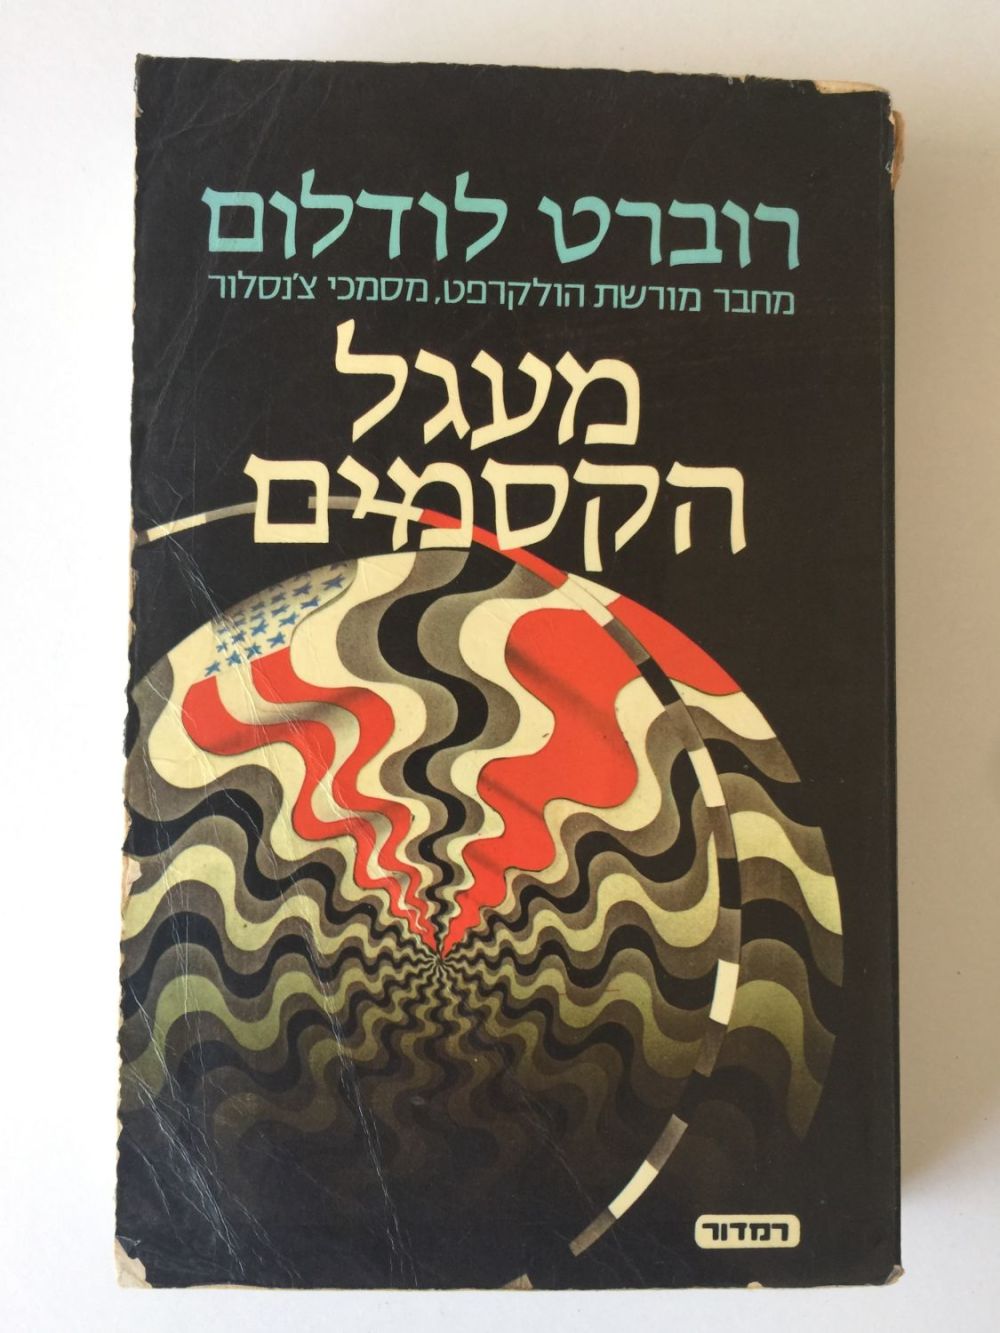 רוברט לודלום
מחבר מורשת הולקרפט, מסמכי צ'נסלור
מעגל
הקסמים
רמדור